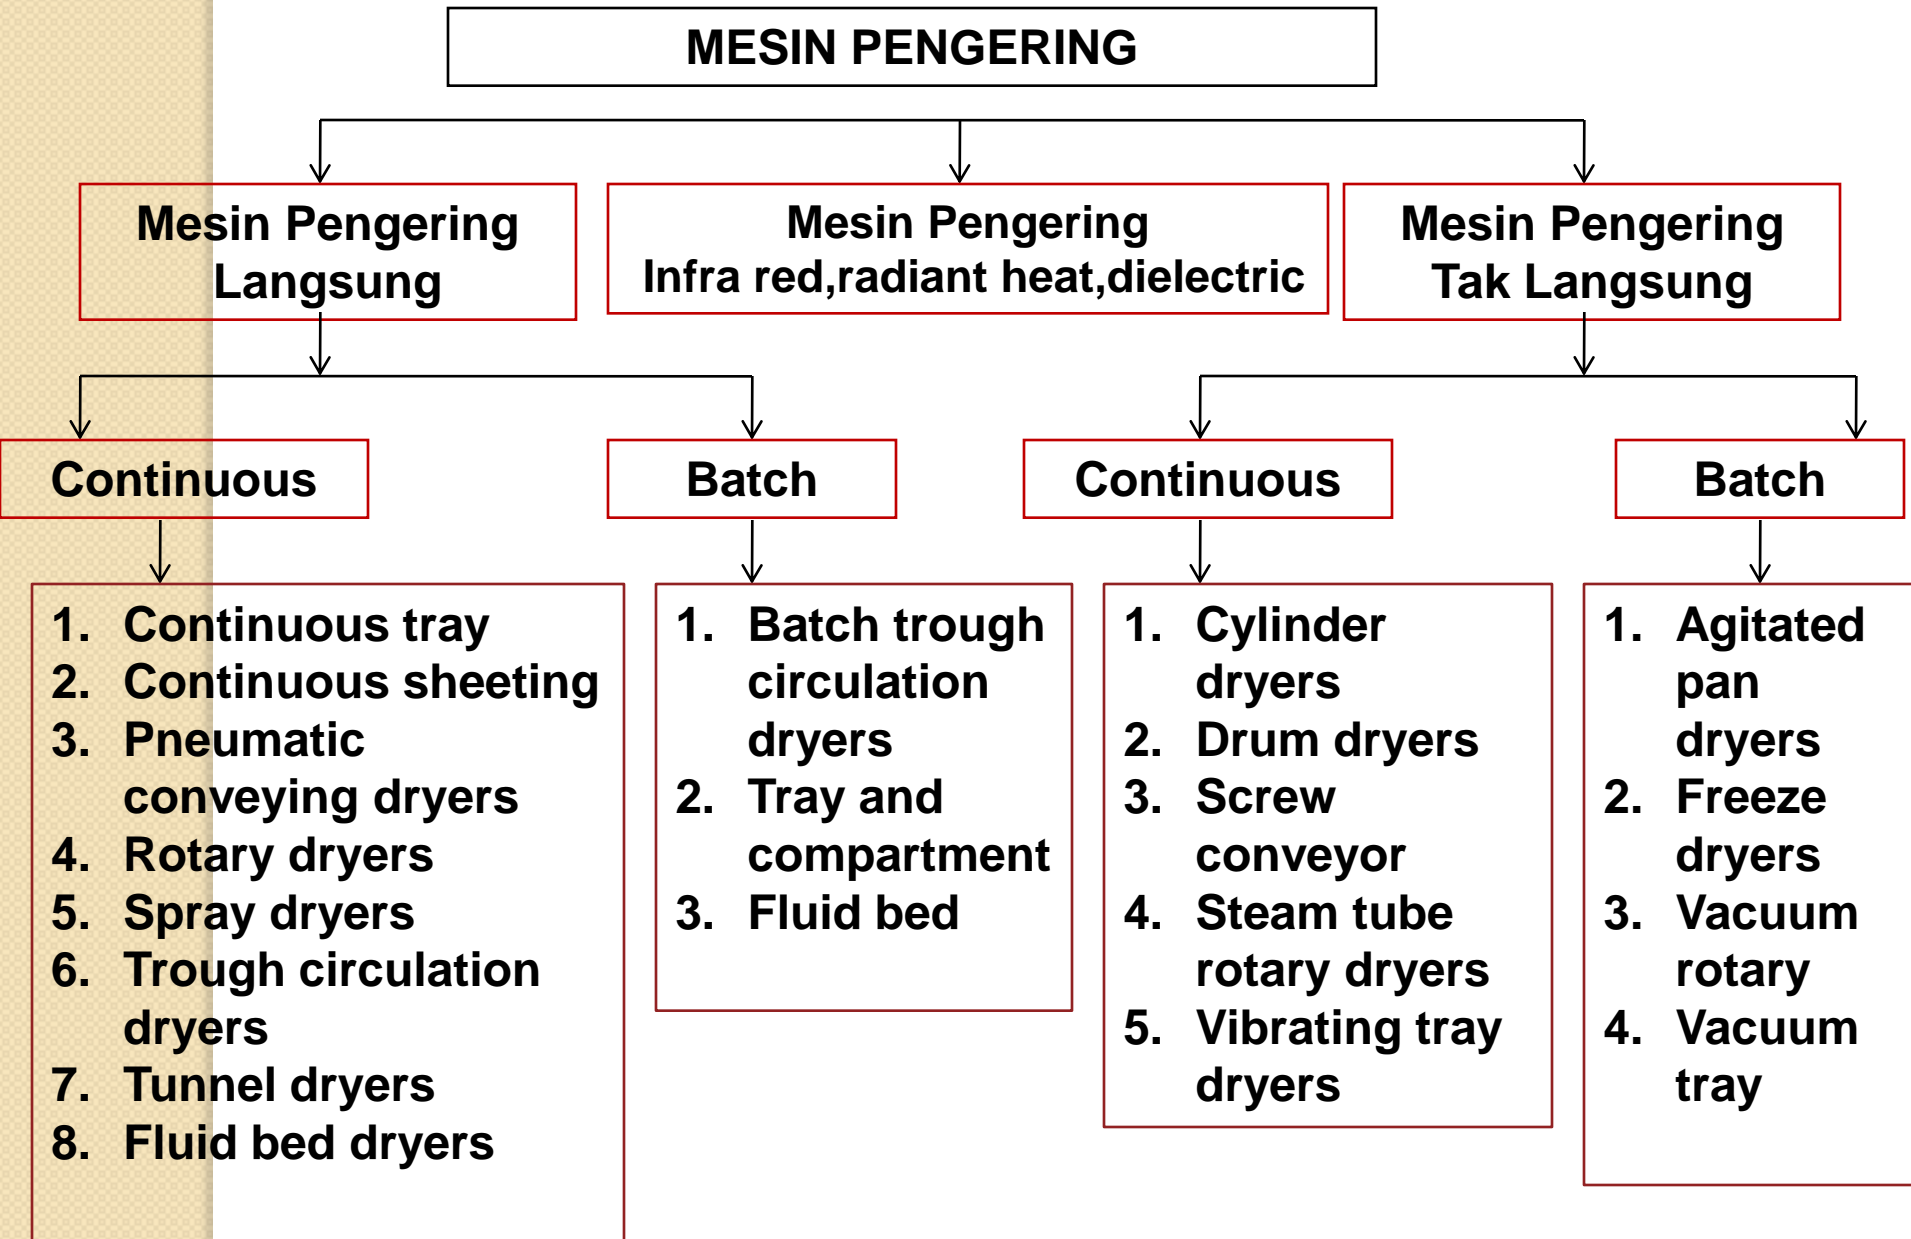 MESIN PENGERING
Mesin Pengering
Langsung
Mesin Pengering
Infra red,radiant heat,dielectric
Mesin Pengering
Tak Langsung
Continuous
Batch
Continuous
Batch
1. Continuous tray
2. Continuous sheeting
3. Pneumatic
conveying dryers
4. Rotary dryers
5. Spray dryers
6. Trough circulation
dryers
7. Tunnel dryers
8. Fluid bed dryers
1. Batch trough
circulation
dryers
2. Tray and
compartment
3. Fluid bed
1. Cylinder
dryers
2. Drum dryers
3. Screw
conveyor
4. Steam tube
rotary dryers
5. Vibrating tray
dryers
1. Agitated
pan
dryers
2. Freeze
dryers
3. Vacuum
rotary
4. Vacuum
tray